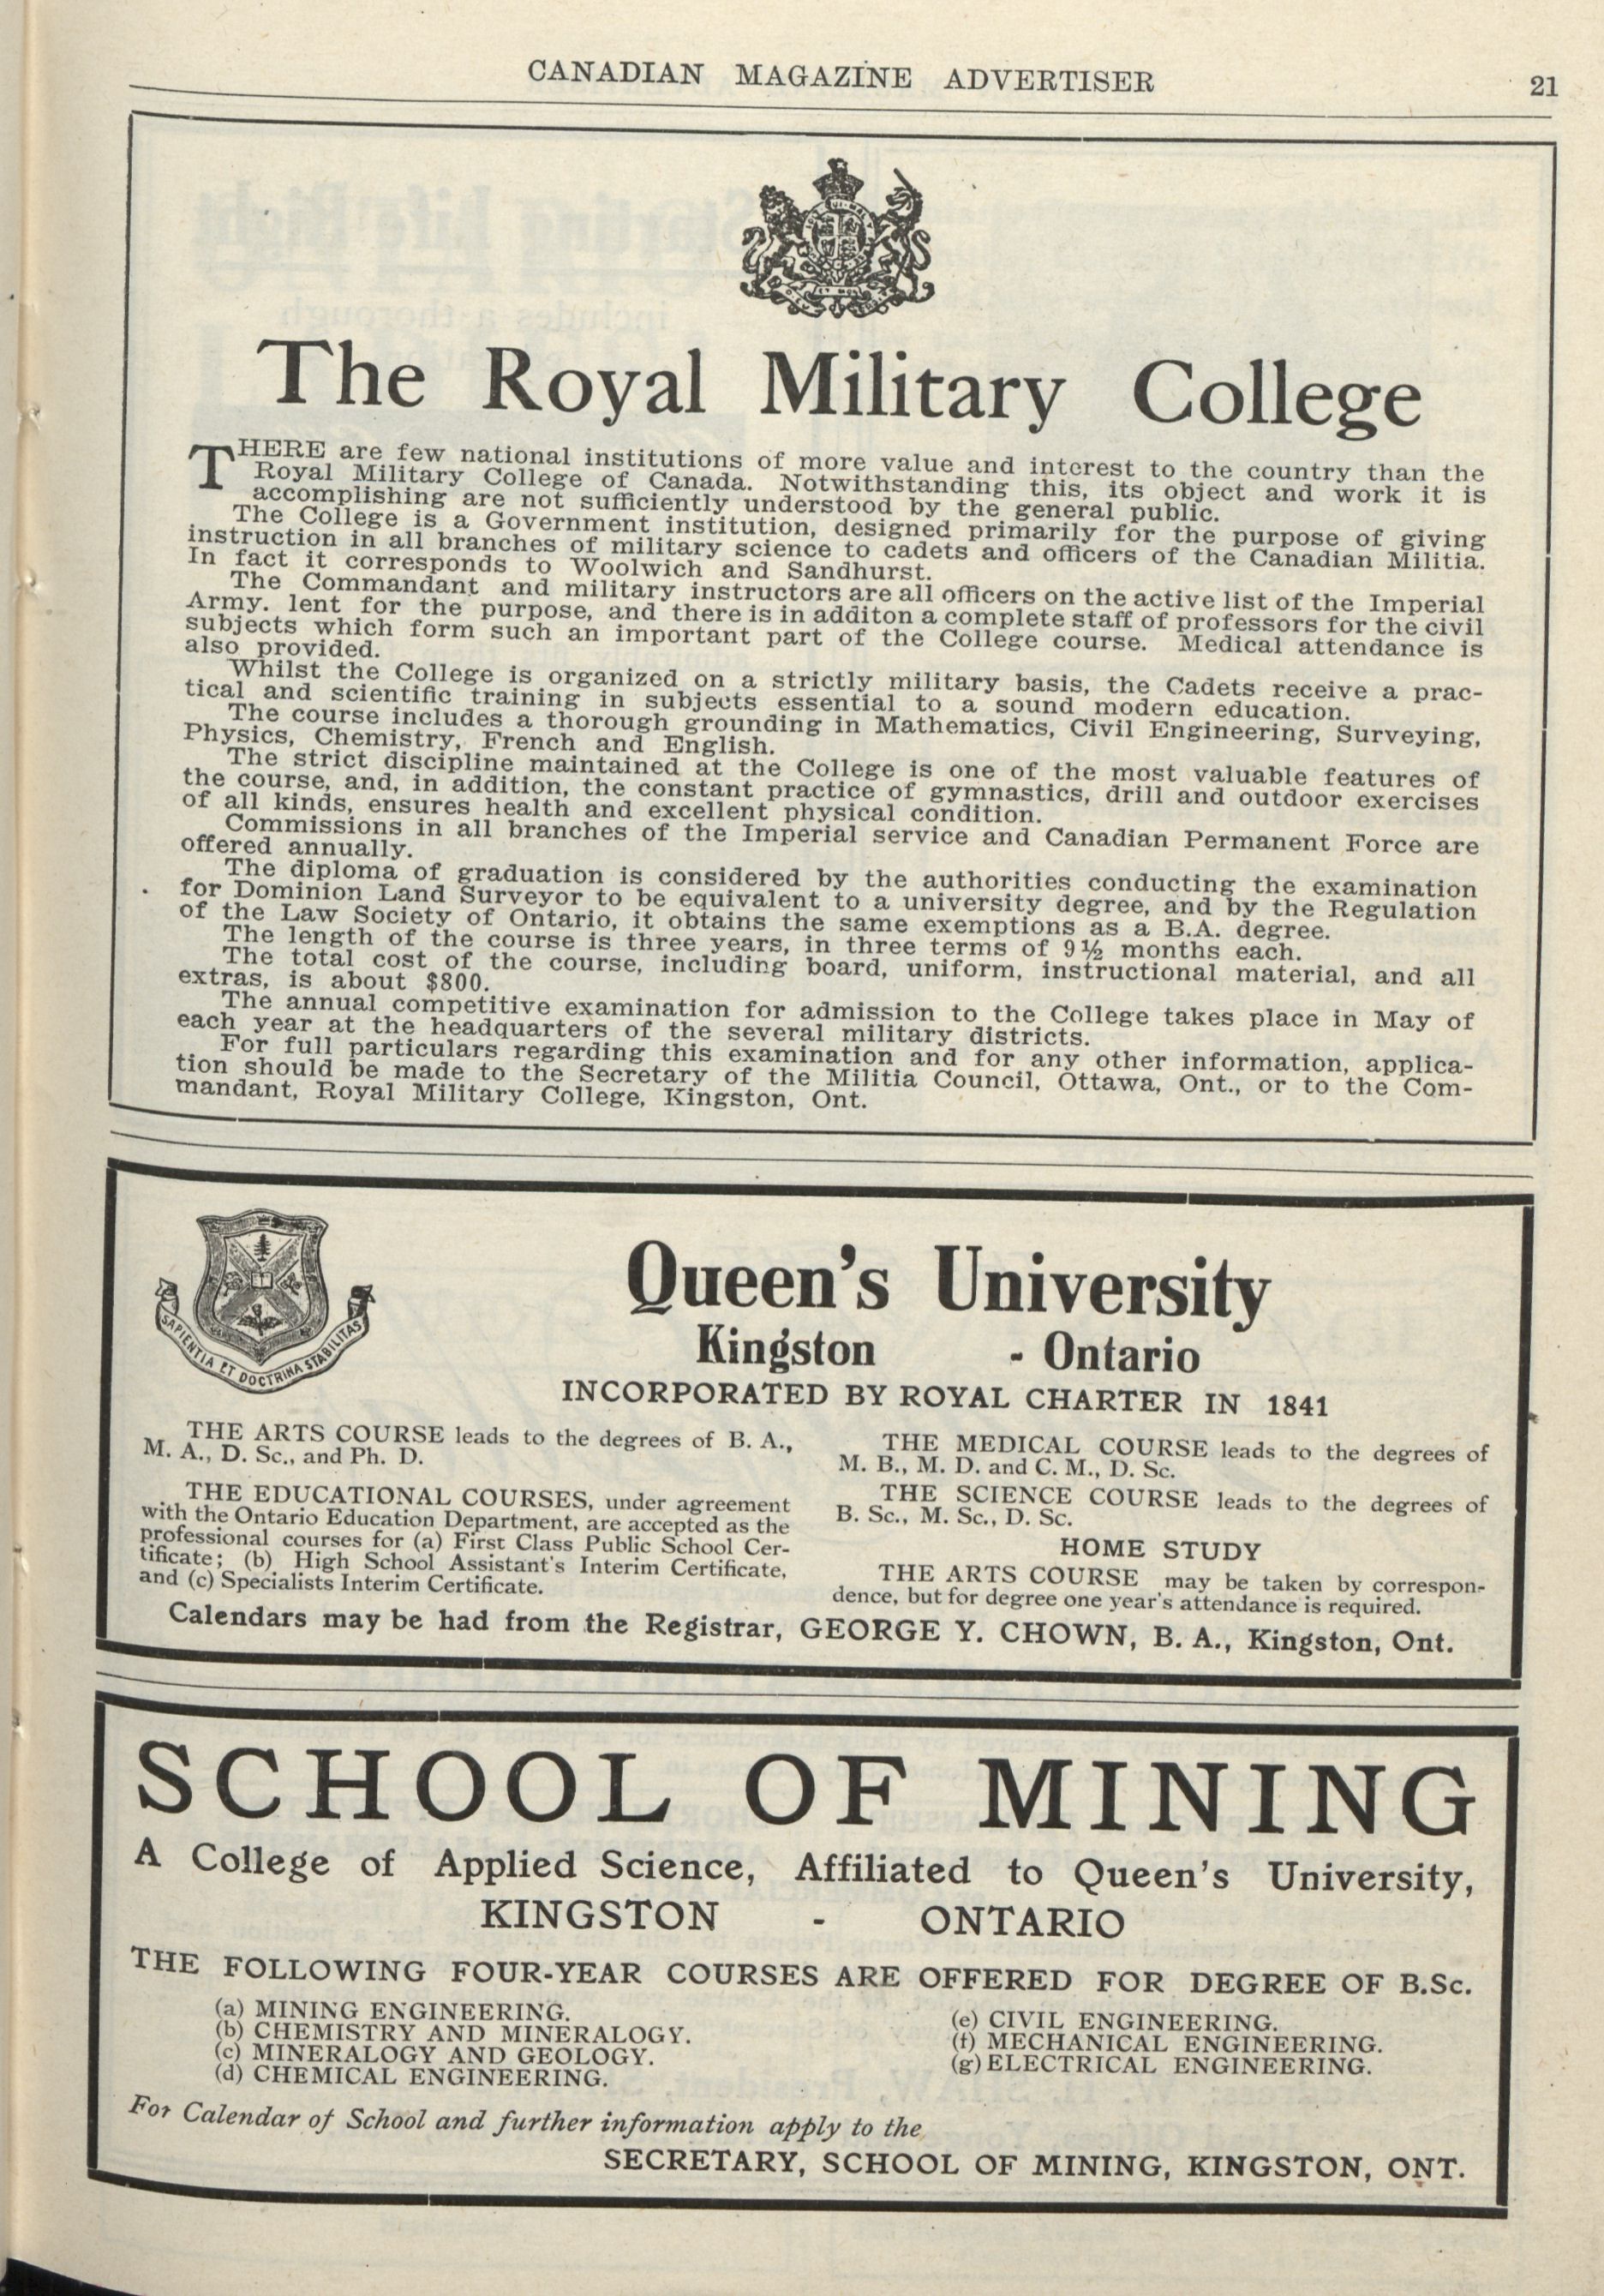 CANADIAN MAGAZINE ADVERTISER 21
The Royal Military College
THERE are few national institutions of more value and interest to the country than the
Royal Military College of Canada. Notwithstanding this, its object and work it is
accomplishing are not sufficiently understood by the general public.
The College is a Government institution, designed primarily for the purpose of giving
instruction in all branches of military science to cadets and officers of the Canadian Militia.
In fact it corresponds to Woolwich and Sandhurst.
The Commandant and military instructors are all officers on the active list of the Imperial
Army. lent for the purpose, and there is in additon a complete staff of professors for the civil
subjects which form such an important part of the College course. Medical attendance is
also provided.
Whilst the College is organized on a strictly military basis, the Cadets receive a prac-
tical and scientific training in subjects essential to a sound modern education.
The course includes a thorough grounding in Mathematics, Civil Engineering, Surveying,
Physics, Chemistry, French and English.
The strict discipline maintained at the College is one of the most valuable features of
the course, and, in addition, the constant practice of gymnastics, drill and outdoor exercises
of all kinds, ensures health and excellent physical condition.
Commissions in all branches of the Imperial service and Canadian Permanent Force are
offered annually.
The diploma of graduation is considered by the authorities conducting the examination
for Dominion Land Surveyor to be equivalent to a university degree, and by the Regulation
of the Law Society of Ontario, it obtains the same exemptions as a B.A. degree.
The length of the course is three years, in three terms of 9½ months each.
The total cost of the course, including board, uniform, instructional material, and all
extras, is about $800.
The annual competitive examination for admission to the College takes place in May of
each year at the headquarters of the several military districts.
For full particulars regarding this examination and for any other information, applica-
tion should be made to the Secretary of the Militia Council, Ottawa, Ont., or to the Com-
mandant, Royal Military College, Kingston, Ont.
SAPIENTIA ET DOCTRINA STABILITAS
Queen's University
Kingston - Ontario
INCORPORATED BY ROYAL CHARTER IN 1841
THE ARTS COURSE leads to the degrees of B. A.,
M. A., D. Sc., and Ph. D.
THE EDUCATIONAL COURSES, under agreement
with the Ontario Education Department, are accepted as the
professional courses for (a) First Class Public School Cer-
tificate; (b) High School Assistant's Interim Certificate,
and (c) Specialists Interim Certificate.
THE MEDICAL COURSE leads to the degrees of
M. B., M. D. and C. M., D. Sc.
THE SCIENCE COURSE leads to the degrees of
B. Sc., M. Sc., D. Sc.
HOME STUDY
THE ARTS COURSE may be taken by correspon-
dence, but for degree one year's attendance is required.
Calendars may be had from the Registrar, GEORGE Y. CHOWN, B. A., Kingston, Ont.
SCHOOL OF MINING
A College of Applied Science, Affiliated to Queen's University,
KINGSTON - ONTARIO
THE FOLLOWING FOUR-YEAR COURSES ARE OFFERED FOR DEGREE OF B.Sc.
(a) MINING ENGINEERING.
(b) CHEMISTRY AND MINERALOGY.
(c) MINERALOGY AND GEOLOGY.
(d) CHEMICAL ENGINEERING.
(e) CIVIL ENGINEERING.
(f) MECHANICAL ENGINEERING.
(g) ELECTRICAL ENGINEERING.
For Calendar of School and further information apply to the
SECRETARY, SCHOOL OF MINING, KINGSTON, ONT.